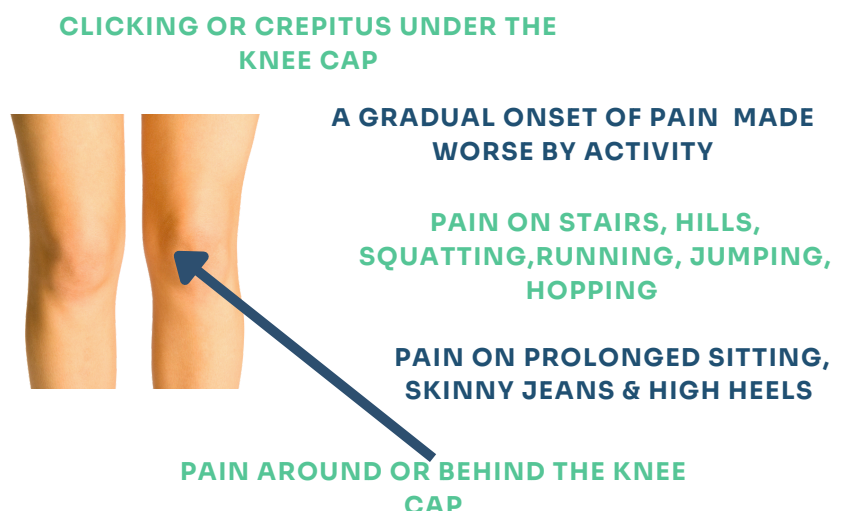 CLICKING OR CREPITUS UNDER THE
KNEE CAP
A GRADUAL ONSET OF PAIN MADE
WORSE BY ACTIVITY
PAIN ON STAIRS, HILLS,
SQUATTING,RUNNING, JUMPING,
HOPPING
PAIN ON PROLONGED SITTING,
SKINNY JEANS & HIGH HEELS
PAIN AROUND OR BEHIND THE KNEE
CAP